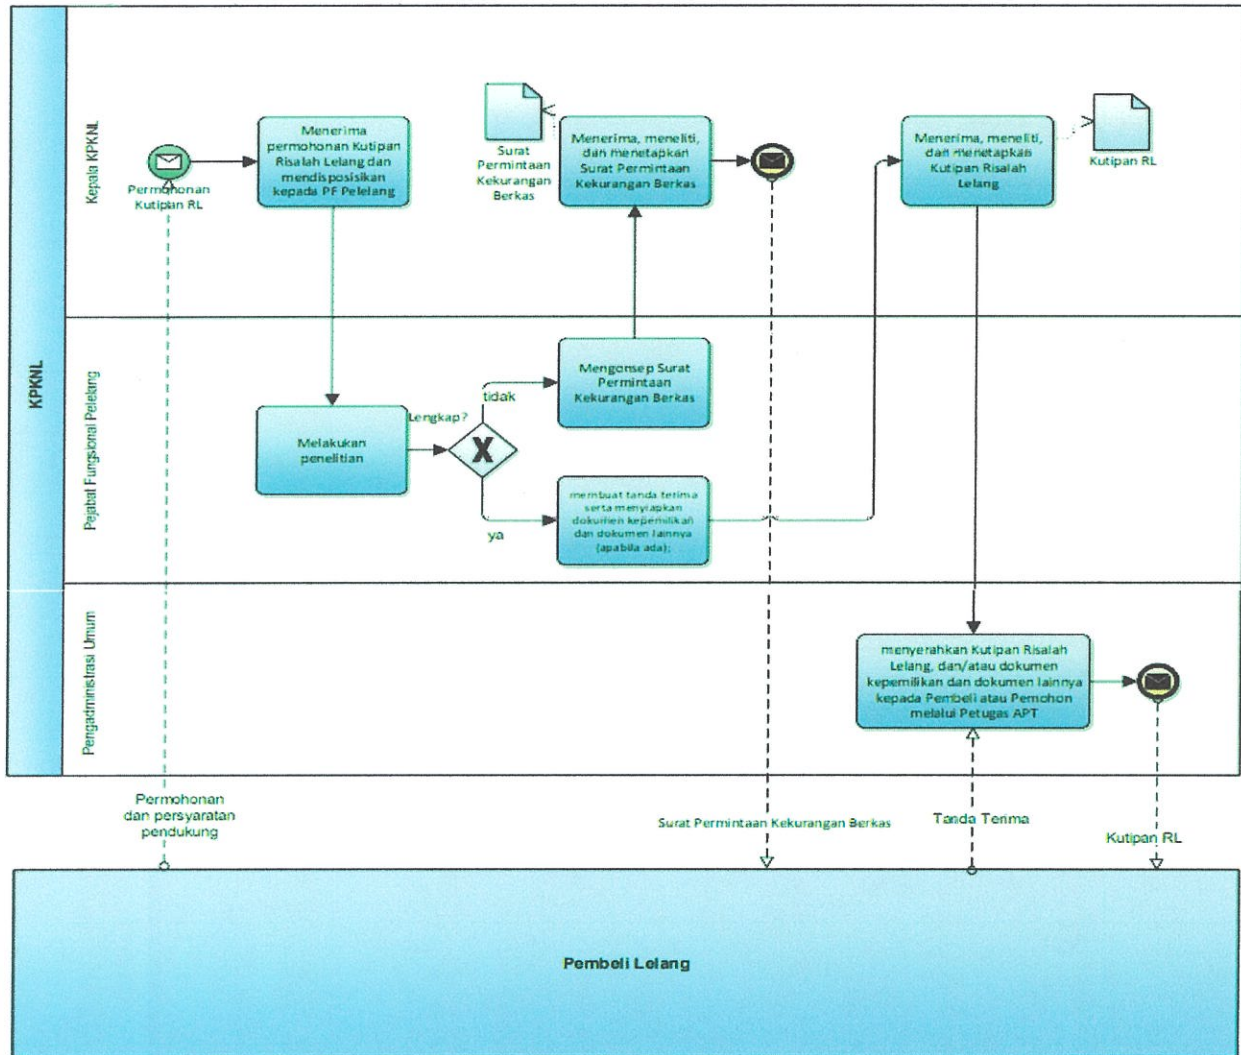 KPKNL
Kepala KPKNL
Permohonan
Kutipan RL
Menerima
permohonan Kutipan
Risalah Lelang dan
mendisposisikan
kepada PF Pelelang
Surat
Permintaan
Kekurangan
Berkas
Menerima, meneliti,
dan menetapkan
Surat Permintaan
Kekurangan Berkas
Menerima, meneliti,
dan menetapkan
Kutipan Risalah
Lelang
Kutipan RL
Pejabat Fungsional Pelelang
Melakukan
penelitian
Lengkap?
tidak
ya
Mengonsep Surat
Permintaan
Kekurangan Berkas
membuat tanda terima
serta menyiapkan
dokumen kepemilikan
dan dokumen lainnya
(apabila ada);
Pengadministrasi Umum
menyerahkan Kutipan Risalah
Lelang, dan/atau dokumen
kepemilikan dan dokumen lainnya
kepada Pembeli atau Pemohon
melalui Petugas APT
Permohonan
dan persyaratan
pendukung
Surat Permintaan Kekurangan Berkas
Tanda Terima
Kutipan RL
Pembeli Lelang